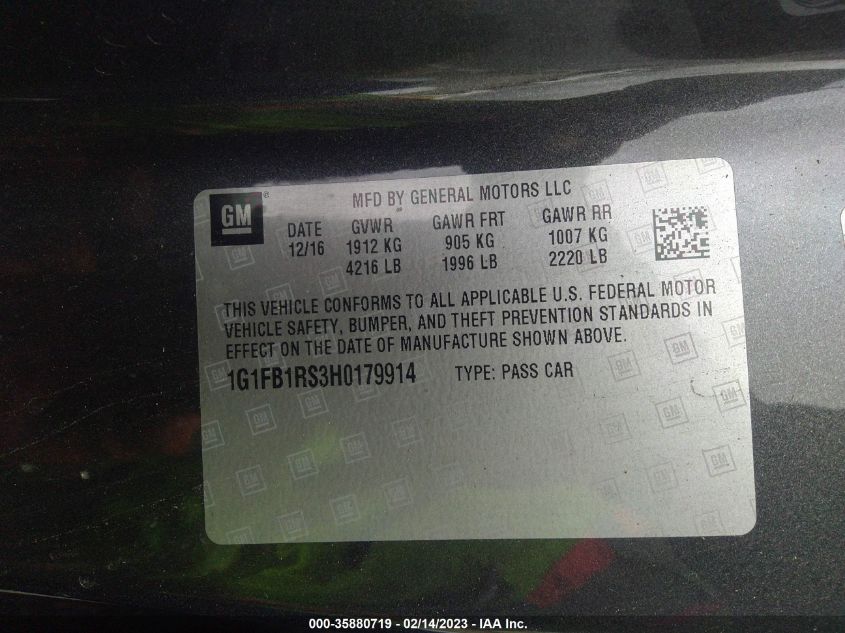 MFD BY GENERAL MOTORS LLC
GM ®
DATE GVWR GAWR FRT GAWR RR
12/16 1912 KG 905 KG 1007 KG
4216 LB 1996 LB 2220 LB
THIS VEHICLE CONFORMS TO ALL APPLICABLE U.S. FEDERAL MOTOR
VEHICLE SAFETY, BUMPER, AND THEFT PREVENTION STANDARDS IN
EFFECT ON THE DATE OF MANUFACTURE SHOWN ABOVE.
1G1FB1RS3H0179914 TYPE: PASS CAR
000-35880719 - 02/14/2023 - IAA Inc.